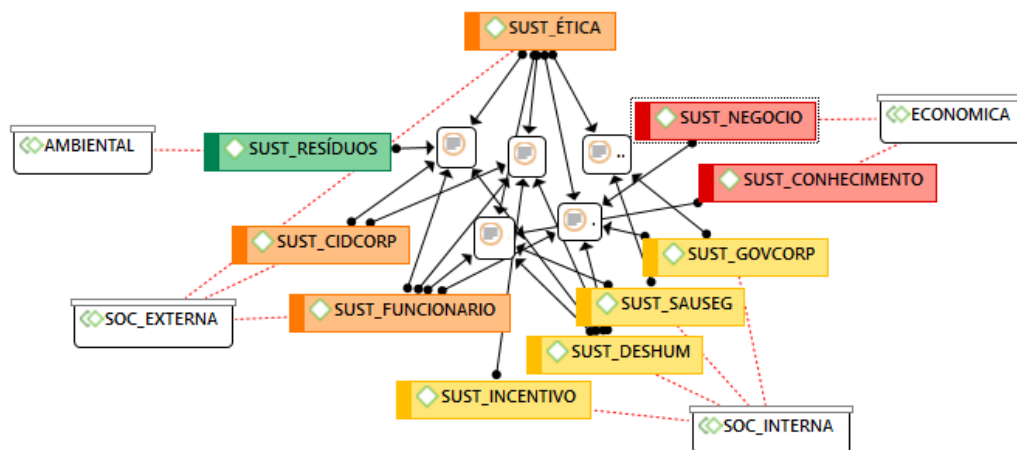 SUST_ÉTICA
SUST_NEGOCIO
ECONOMICA
AMBIENTAL
SUST_RESÍDUOS
..
SUST_CONHECIMENTO
.
SUST_CIDCORP
SUST_GOVCORP
SOC_EXTERNA
SUST_FUNCIONARIO
SUST_SAUSEG
SUST_DESHUM
SUST_INCENTIVO
SOC_INTERNA